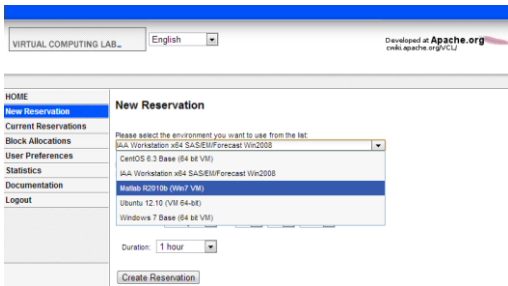 VIRTUAL COMPUTING LAB
English
Developed at Apache.org
cwiki.apache.org/VCL/
HOME
New Reservation
Current Reservations
Block Allocations
User Preferences
Statistics
Documentation
Logout
New Reservation
Please select the environment you want to use from the list:
IAA Workstation x64 SAS/EM/Forecast Win2008
CentOS 6.3 Base (64 bit VM)
IAA Workstation x64 SAS/EM/Forecast Win2008
Matlab R2010b (Win7 VM)
Ubuntu 12.10 (VM 64-bit)
Windows 7 Base (64 bit VM)
Duration: 1 hour
Create Reservation